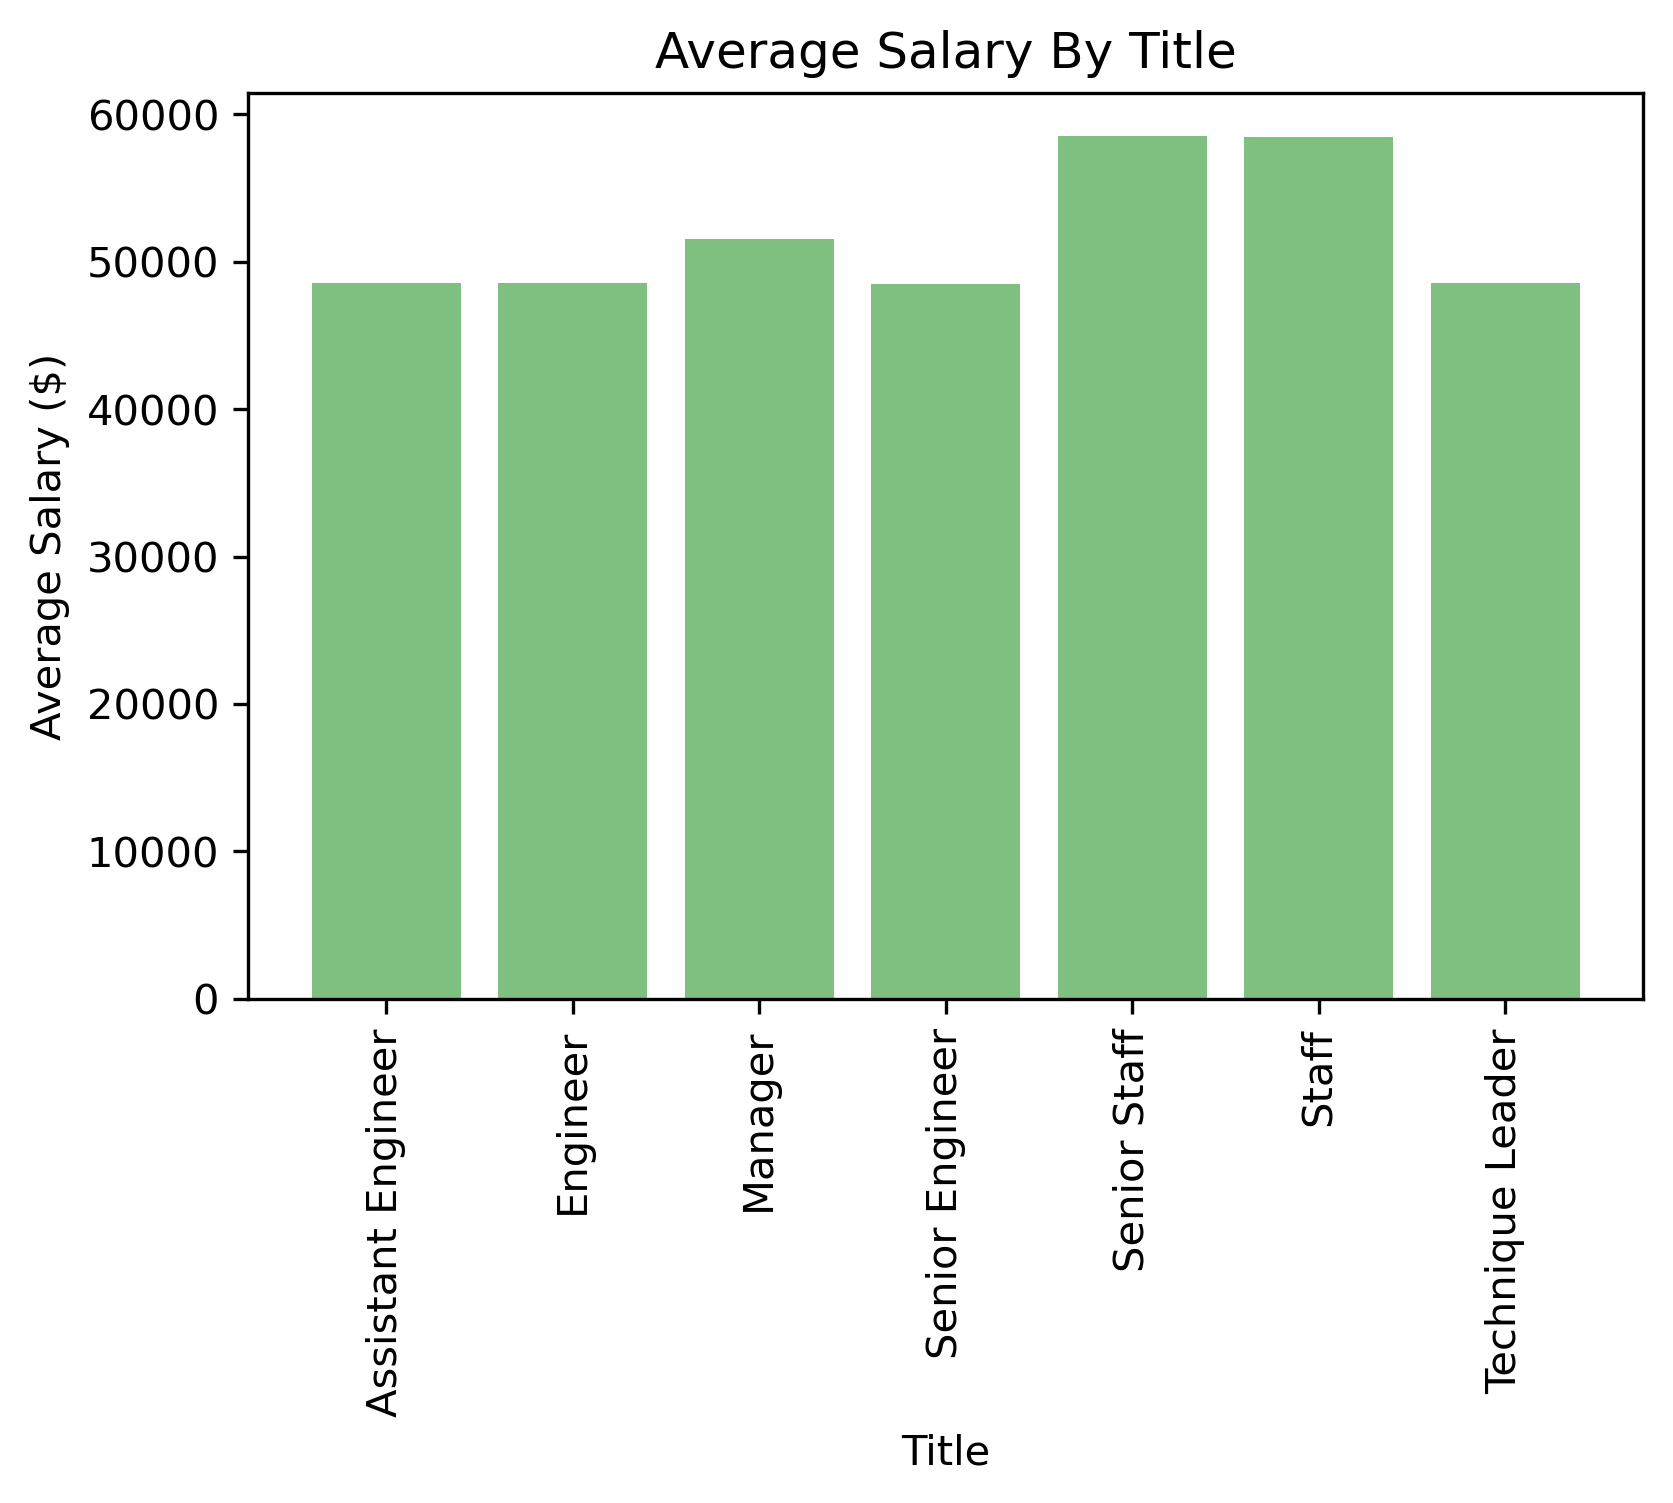 Average Salary By Title
Average Salary ($)
60000
50000
40000
30000
20000
10000
0
Assistant Engineer
Engineer
Manager
Senior Engineer
Senior Staff
Staff
Technique Leader
Title